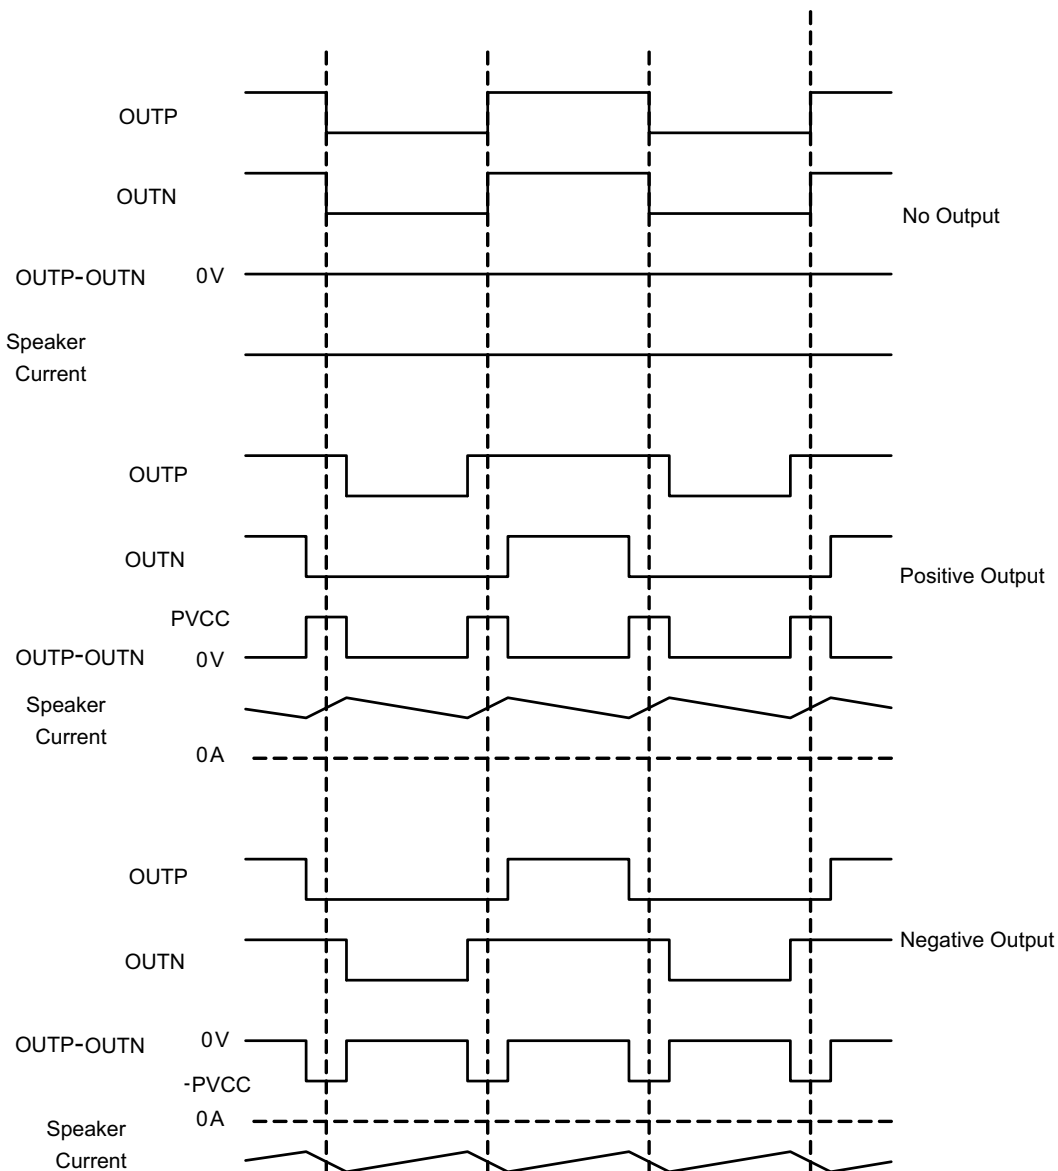 OUTP
OUTN
No Output
OUTP-OUTN 0V
Speaker
Current
OUTP
OUTN
Positive Output
PVCC
OUTP-OUTN 0V
Speaker
Current
0A
OUTP
Negative Output
OUTN
OUTP-OUTN 0V
-PVCC
0A
Speaker
Current